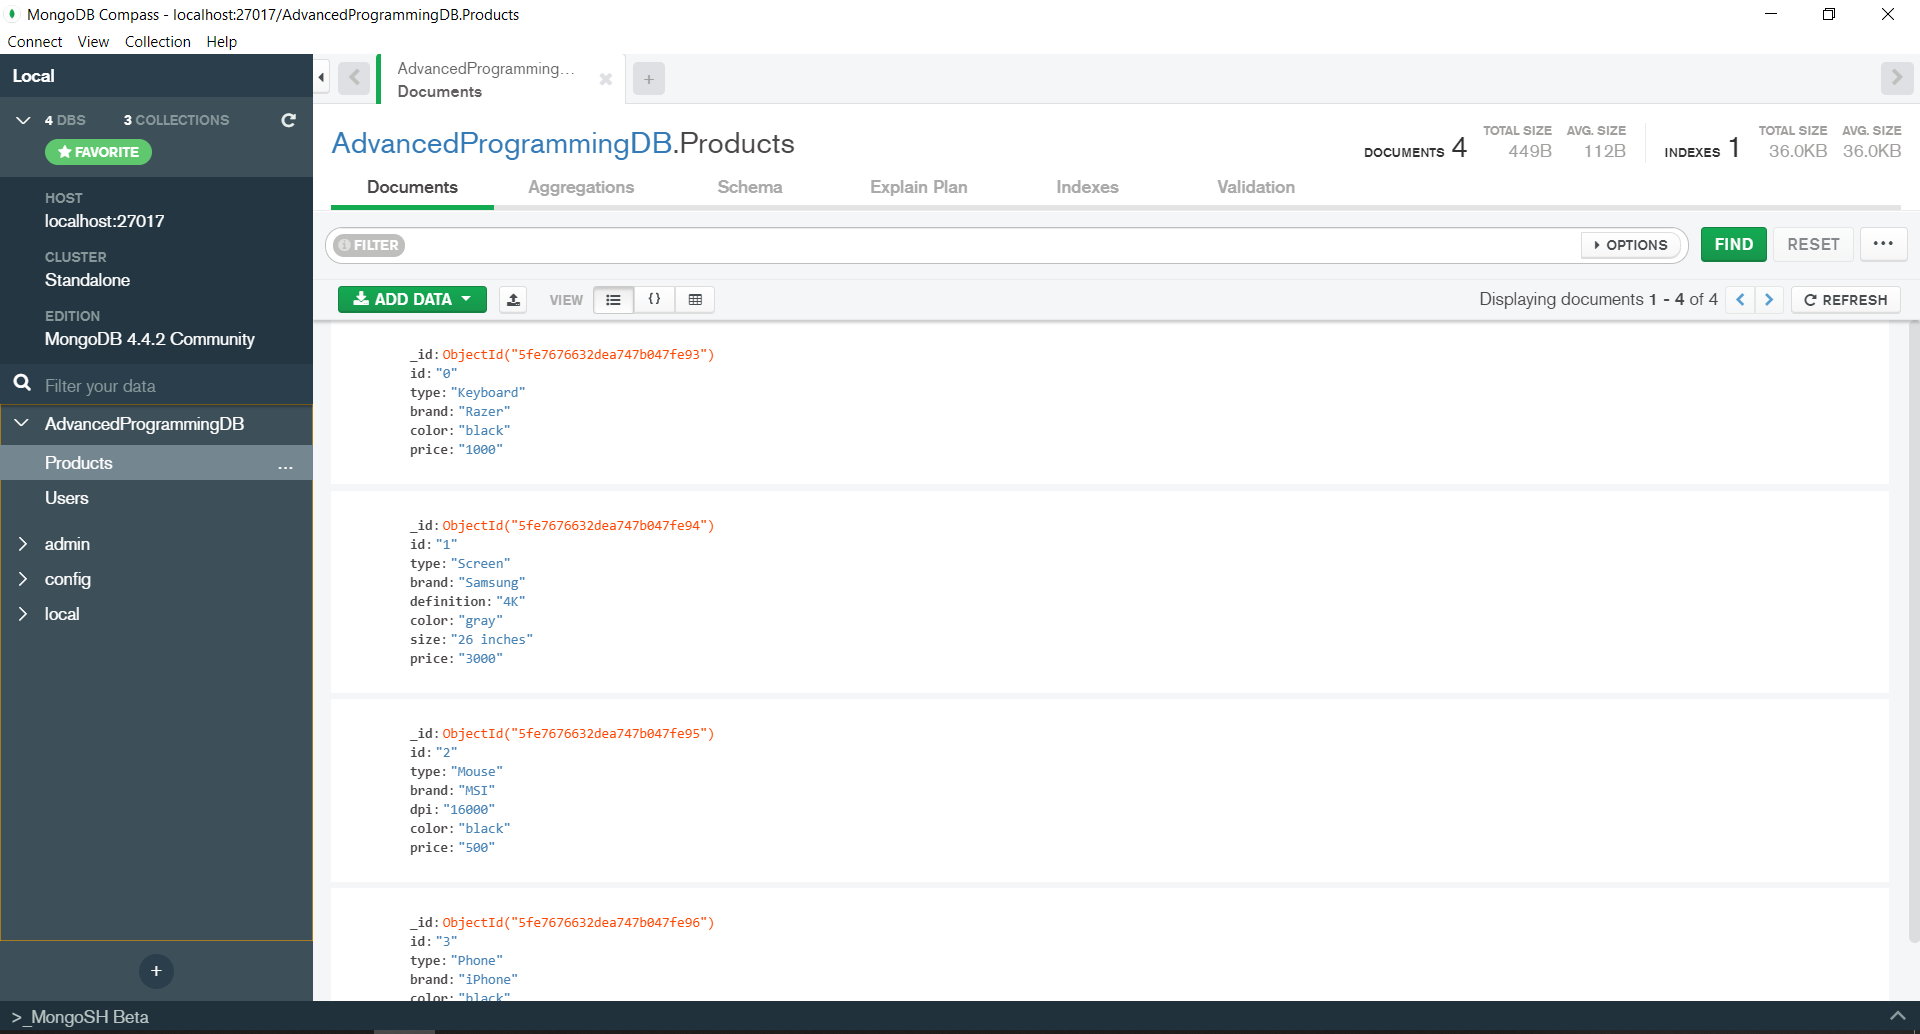 MongoDB Compass - localhost:27017/AdvancedProgrammingDB.Products
Connect View Collection Help
Local
4 DBS 3 COLLECTIONS
FAVORITE
HOST
localhost:27017
CLUSTER
Standalone
EDITION
MongoDB 4.4.2 Community
Filter your data
AdvancedProgrammingDB
Products ...
Users
admin
config
local
+
AdvancedProgramming...
Documents
+
AdvancedProgrammingDB.Products
DOCUMENTS 4 TOTAL SIZE 449B AVG. SIZE 112B INDEXES 1 TOTAL SIZE 36.0KB AVG. SIZE 36.0KB
Documents Aggregations Schema Explain Plan Indexes Validation
FILTER OPTIONS FIND RESET ...
ADD DATA VIEW {} Displaying documents 1 - 4 of 4 REFRESH
_id: ObjectId("5fe7676632dea747b047fe93")
id: "0"
type: "Keyboard"
brand: "Razer"
color: "black"
price: "1000"
_id: ObjectId("5fe7676632dea747b047fe94")
id: "1"
type: "Screen"
brand: "Samsung"
definition: "4K"
color: "gray"
size: "26 inches"
price: "3000"
_id: ObjectId("5fe7676632dea747b047fe95")
id: "2"
type: "Mouse"
brand: "MSI"
dpi: "16000"
color: "black"
price: "500"
_id: ObjectId("5fe7676632dea747b047fe96")
id: "3"
type: "Phone"
brand: "iPhone"
color: "black"
>_MongoSH Beta